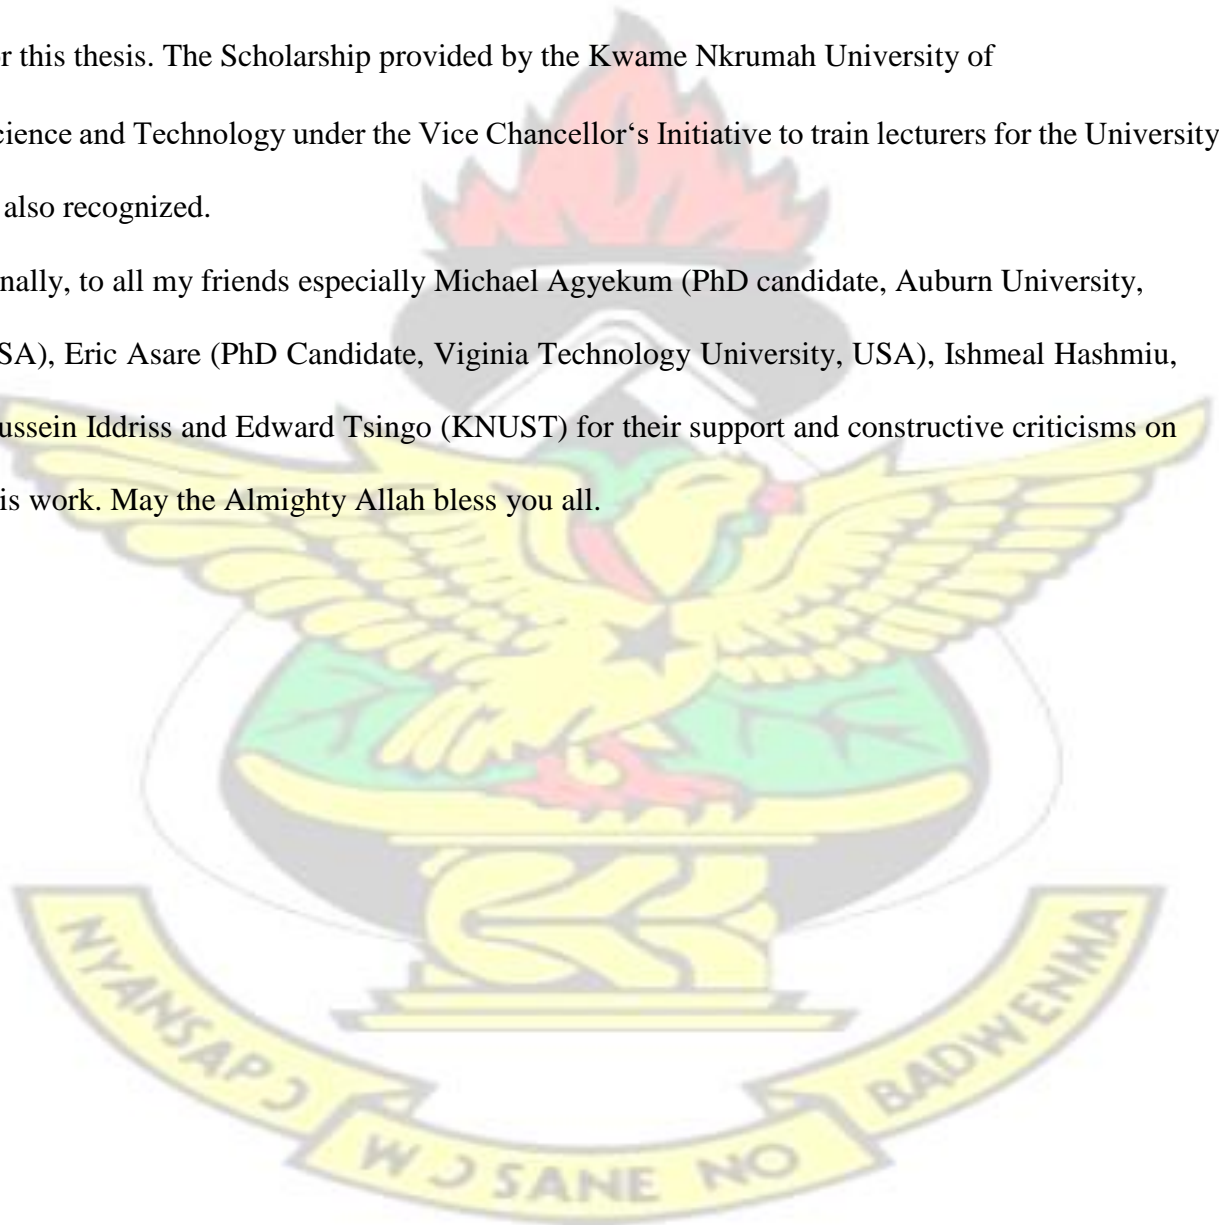 r this thesis. The Scholarship provided by the Kwame Nkrumah University of
cience and Technology under the Vice Chancellor‘s Initiative to train lecturers for the University
also recognized.
nally, to all my friends especially Michael Agyekum (PhD candidate, Auburn University,
SA), Eric Asare (PhD Candidate, Viginia Technology University, USA), Ishmeal Hashmiu,
ussein Iddriss and Edward Tsingo (KNUST) for their support and constructive criticisms on
is work. May the Almighty Allah bless you all.
NYANSAPƆ
WƆSANE NO
BADWENMA